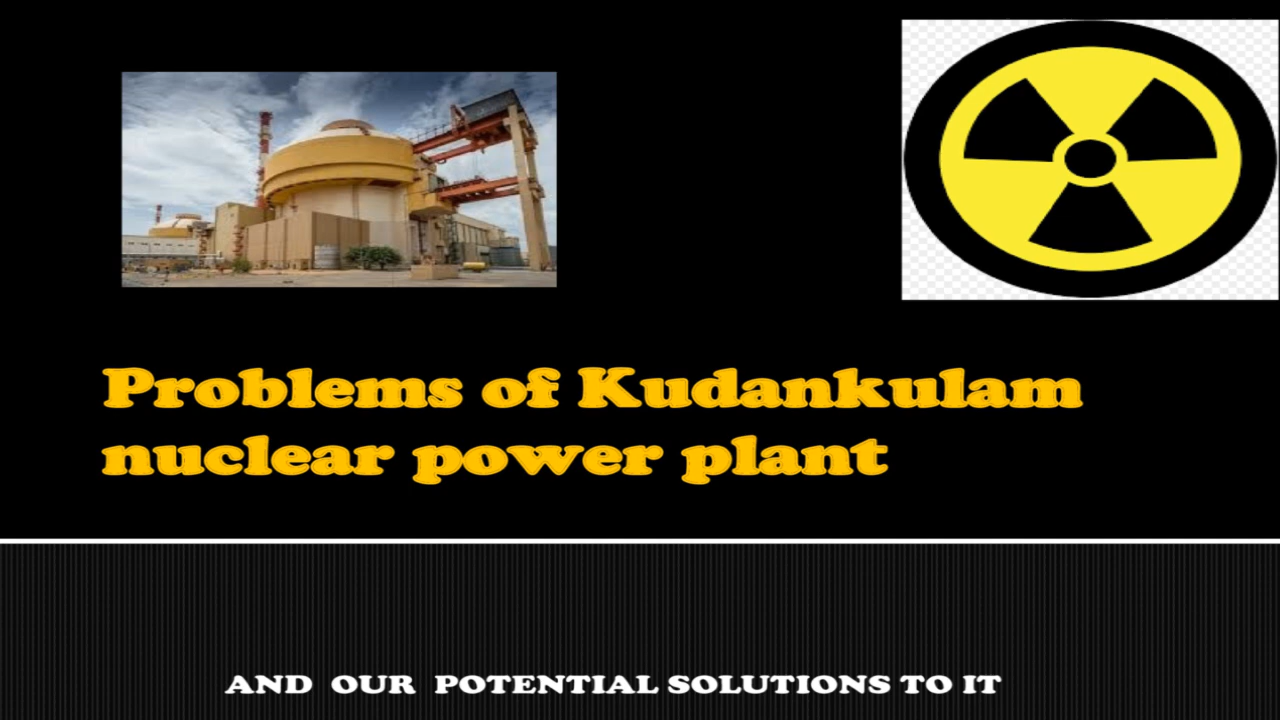 Problems of Kudankulam
nuclear power plant
AND OUR POTENTIAL SOLUTIONS TO IT